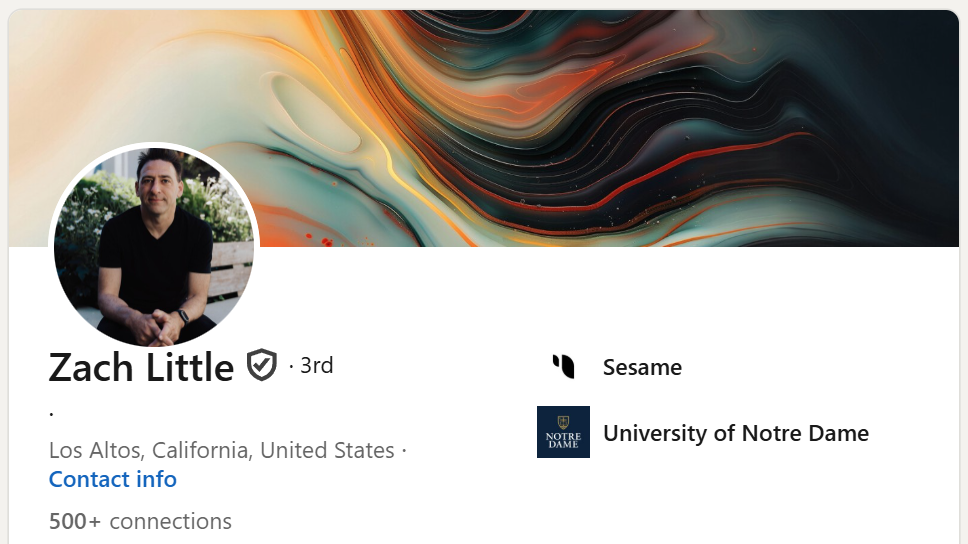 Zach Little · 3rd
.
Los Altos, California, United States ·
Contact info
500+ connections
Sesame
NOTRE
DAME
University of Notre Dame